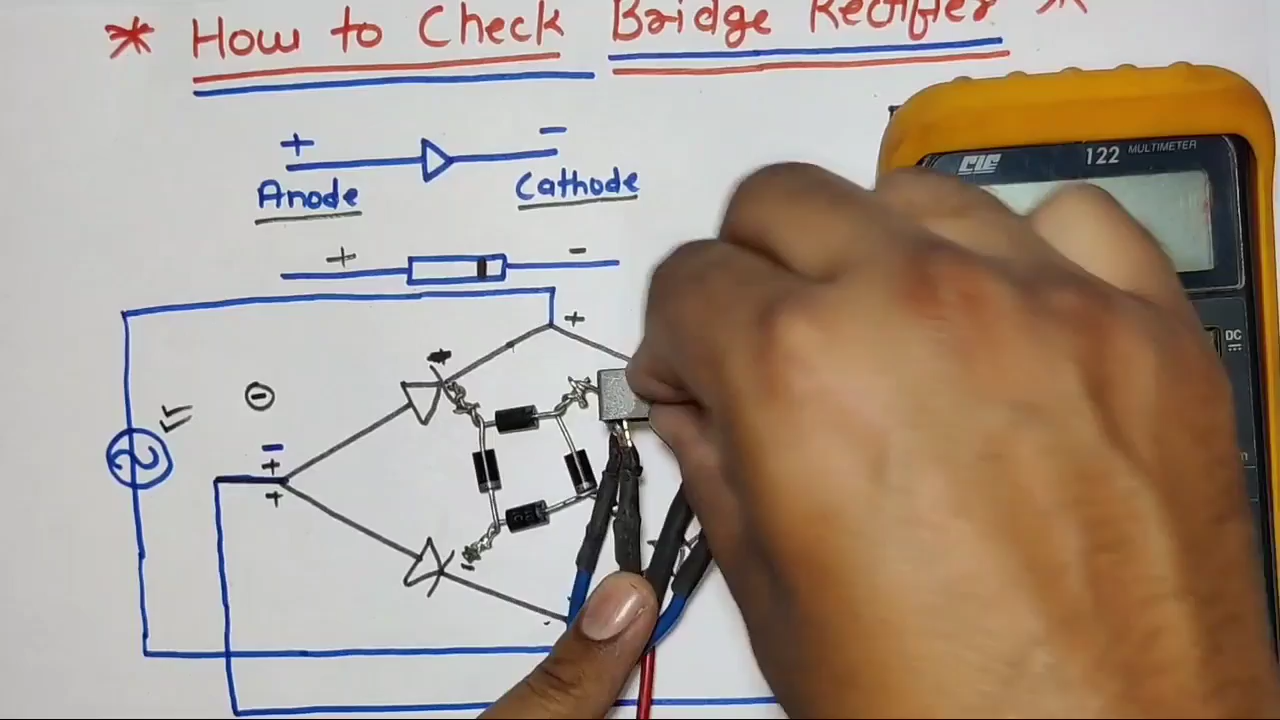 * How to Check Bridge Rectifier *
+ -
Anode Cathode
+ -
+
CIE 122 MULTIMETER
DC
-
+
+